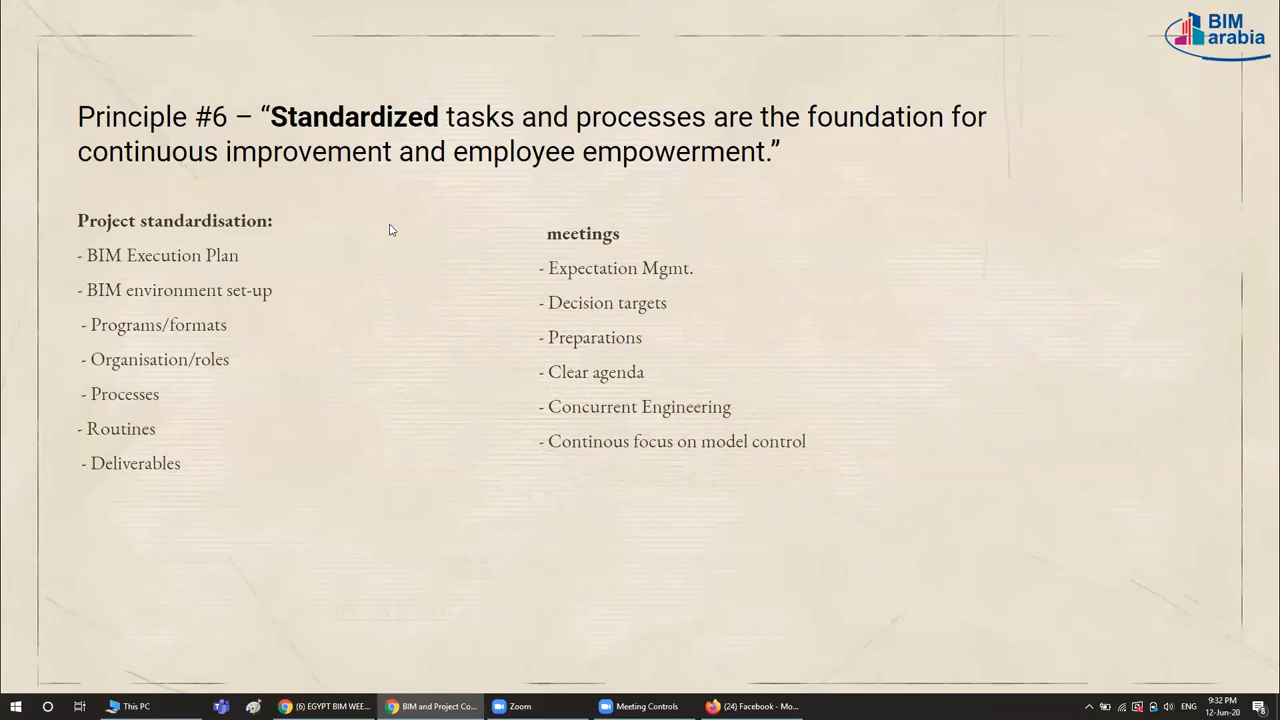 BIM
arabia
Principle #6 – “Standardized tasks and processes are the foundation for
continuous improvement and employee empowerment.”
Project standardisation:
- BIM Execution Plan
- BIM environment set-up
- Programs/formats
- Organisation/roles
- Processes
- Routines
- Deliverables
meetings
- Expectation Mgmt.
- Decision targets
- Preparations
- Clear agenda
- Concurrent Engineering
- Continous focus on model control
This PC
(6) EGYPT BIM WEE...
BIM and Project Co...
Zoom
Meeting Controls
(24) Facebook - Mo...
ENG
9:32 PM
12-Jun-20